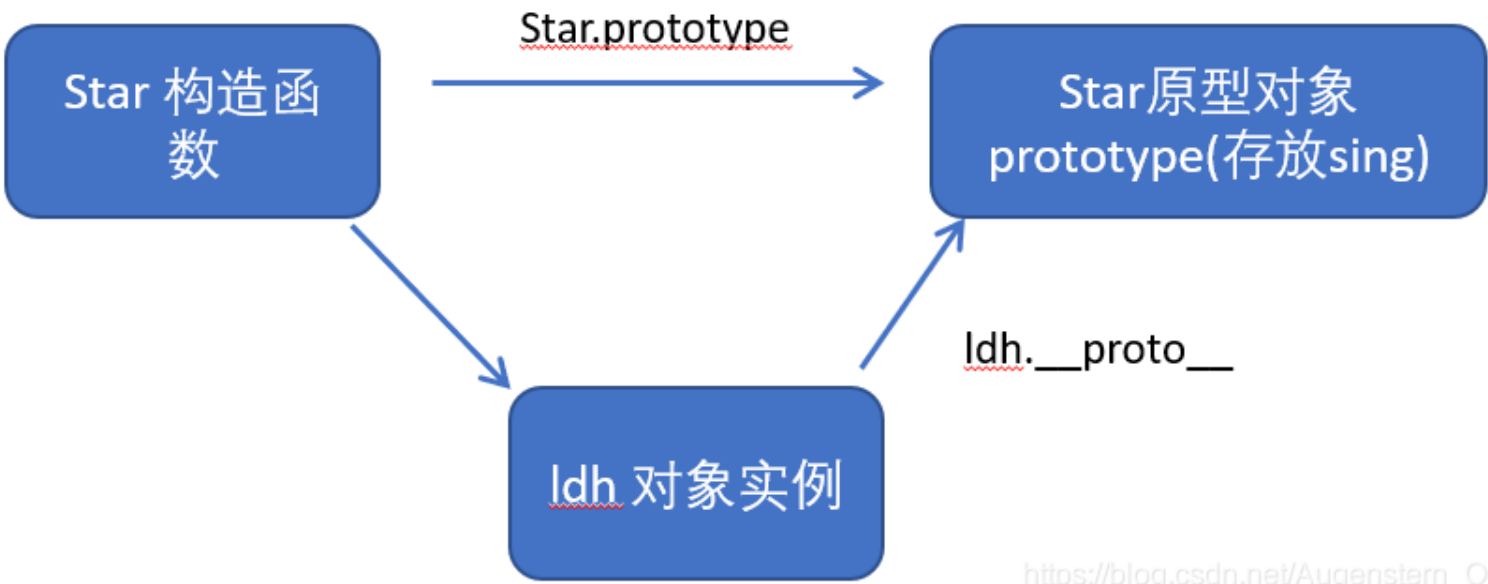 Star.prototype
Star 构造函
数
Star原型对象
prototype(存放sing)
ldh.__proto__
ldh 对象实例
https://blog.csdn.net/Augenstern_Q